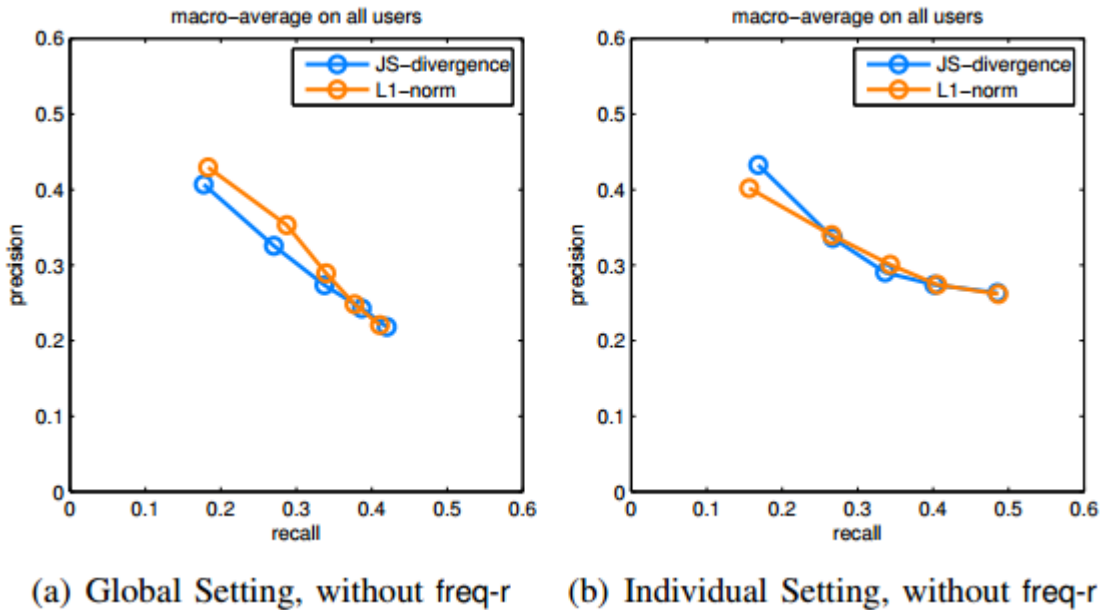 macro-average on all users
0.6
0.5
0.4
0.3
0.2
0.1
0
precision
JS-divergence
L1-norm
0 0.1 0.2 0.3 0.4 0.5 0.6
recall
(a) Global Setting, without freq-r
macro-average on all users
0.6
0.5
0.4
0.3
0.2
0.1
0
precision
JS-divergence
L1-norm
0 0.1 0.2 0.3 0.4 0.5 0.6
recall
(b) Individual Setting, without freq-r